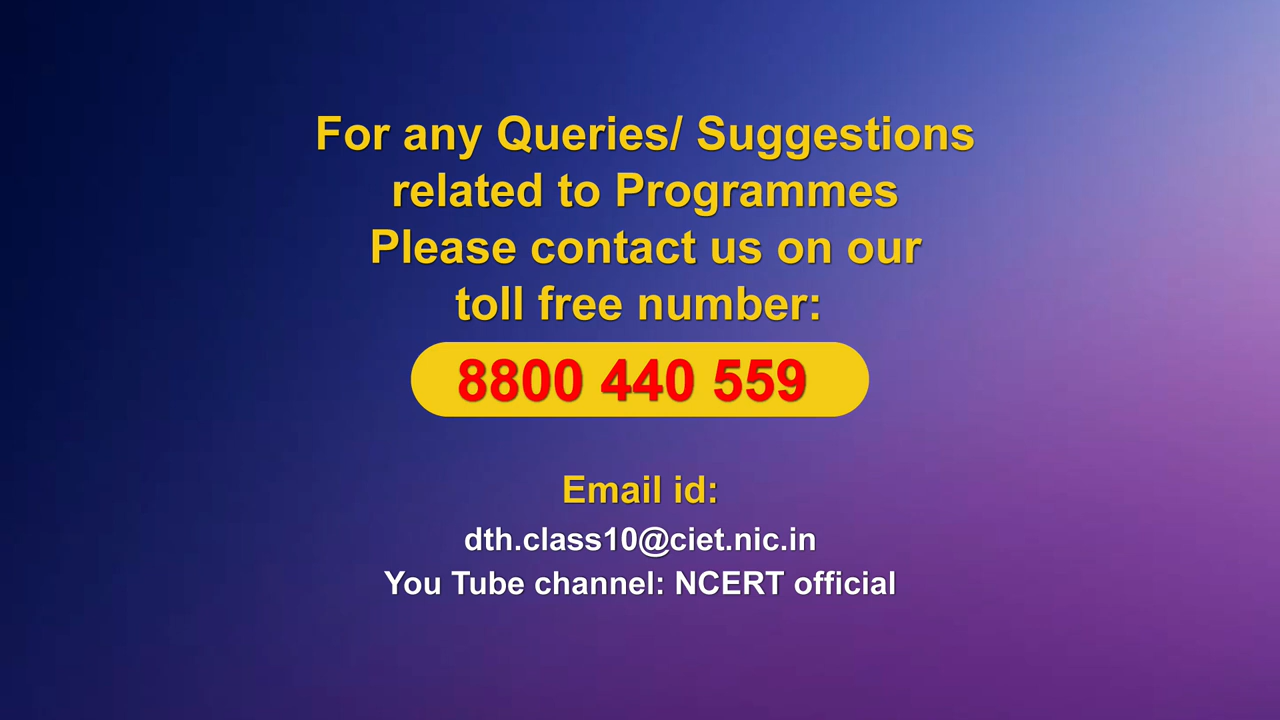 For any Queries/ Suggestions
related to Programmes
Please contact us on our
toll free number:
8800 440 559
Email id:
dth.class10@ciet.nic.in
You Tube channel: NCERT official